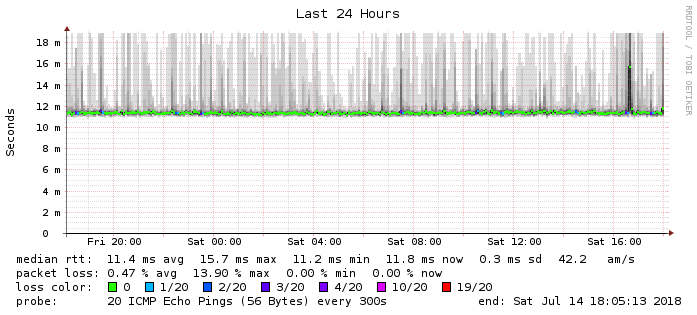 Last 24 Hours
RRDTOOL / TOBI OETIKER
Seconds
18 m
16 m
14 m
12 m
10 m
8 m
6 m
4 m
2 m
0
Fri 20:00 Sat 00:00 Sat 04:00 Sat 08:00 Sat 12:00 Sat 16:00
median rtt: 11.4 ms avg 15.7 ms max 11.2 ms min 11.8 ms now 0.3 ms sd 42.2 am/s
packet loss: 0.47 % avg 13.90 % max 0.00 % min 0.00 % now
loss color: 0 1/20 2/20 3/20 4/20 10/20 19/20
probe: 20 ICMP Echo Pings (56 Bytes) every 300s end: Sat Jul 14 18:05:13 2018